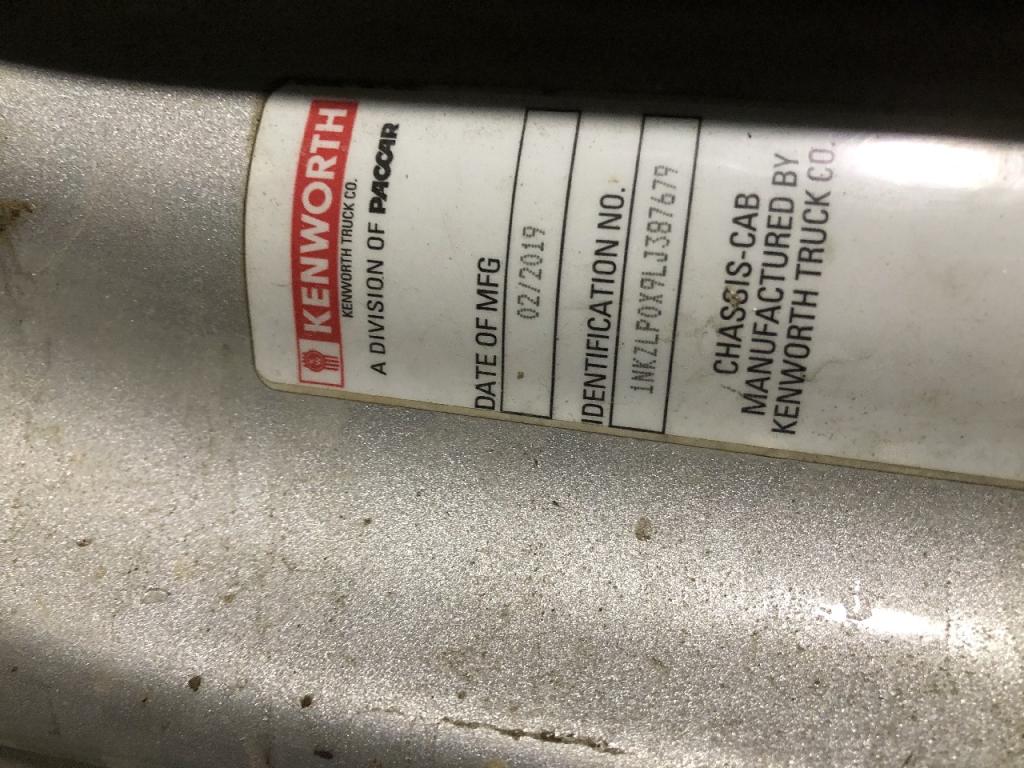 KENWORTH
KENWORTH TRUCK CO.
A DIVISION OF PACCAR
DATE OF MFG
02/2019
IDENTIFICATION NO.
1NKZLP0X9LJ387679
CHASSIS-CAB
MANUFACTURED BY
KENWORTH TRUCK CO.